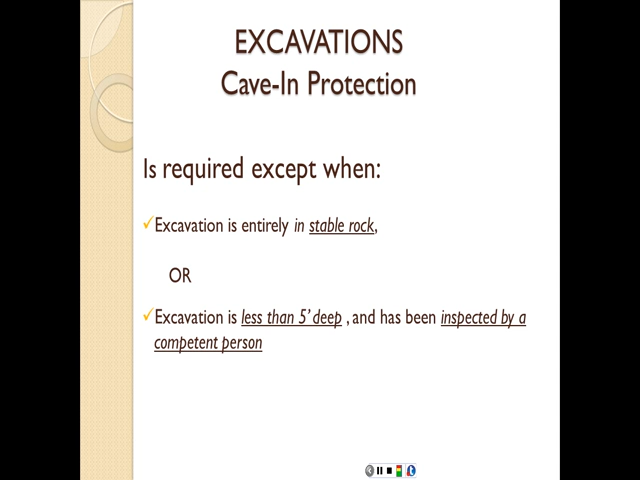 EXCAVATIONS
Cave-In Protection
Is required except when:
Excavation is entirely in stable rock,
OR
Excavation is less than 5’ deep , and has been inspected by a
competent person